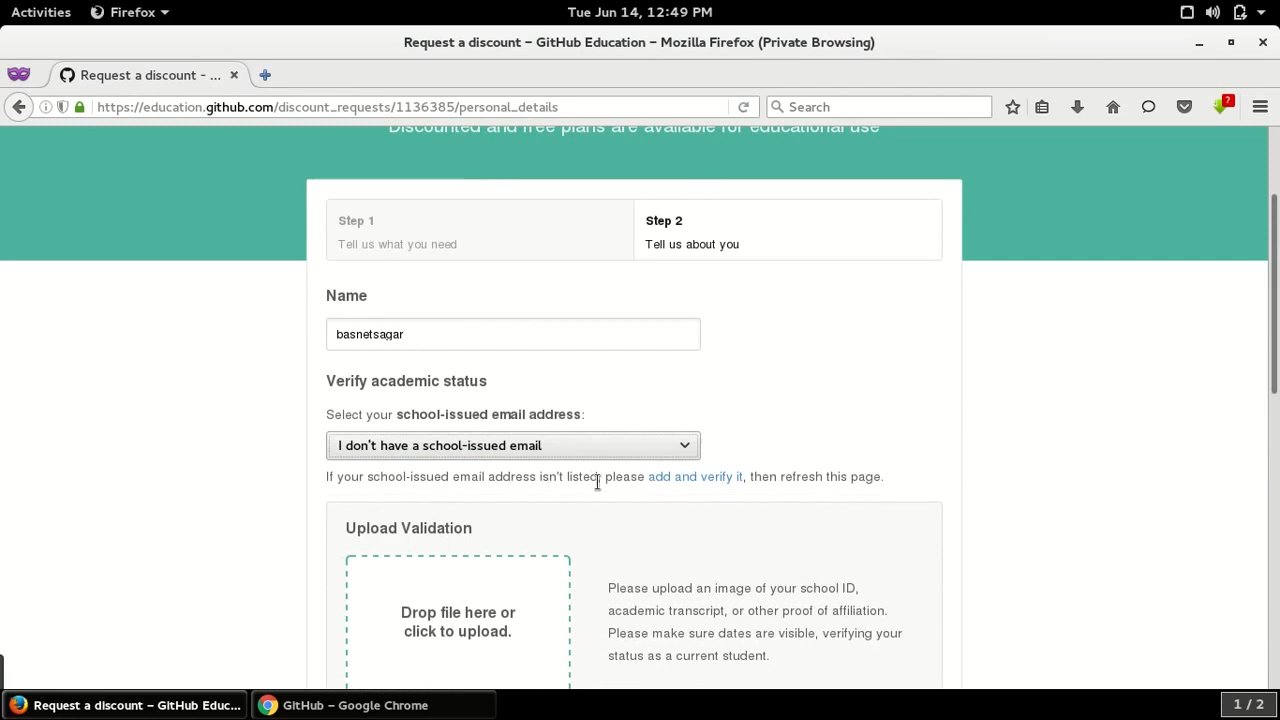 Activities Firefox Tue Jun 14, 12:49 PM
Request a discount – GitHub Education – Mozilla Firefox (Private Browsing)
Request a discount - ...
https://education.github.com/discount_requests/1136385/personal_details Search ?
Discounted and free plans are available for educational use
Step 1 Step 2
Tell us what you need Tell us about you
Name
basnetsagar
Verify academic status
Select your school-issued email address:
I don't have a school-issued email
If your school-issued email address isn't listed, please add and verify it, then refresh this page.
Upload Validation
Drop file here or
click to upload.
Please upload an image of your school ID,
academic transcript, or other proof of affiliation.
Please make sure dates are visible, verifying your
status as a current student.
Request a discount – GitHub Educ... GitHub – Google Chrome 1 / 2